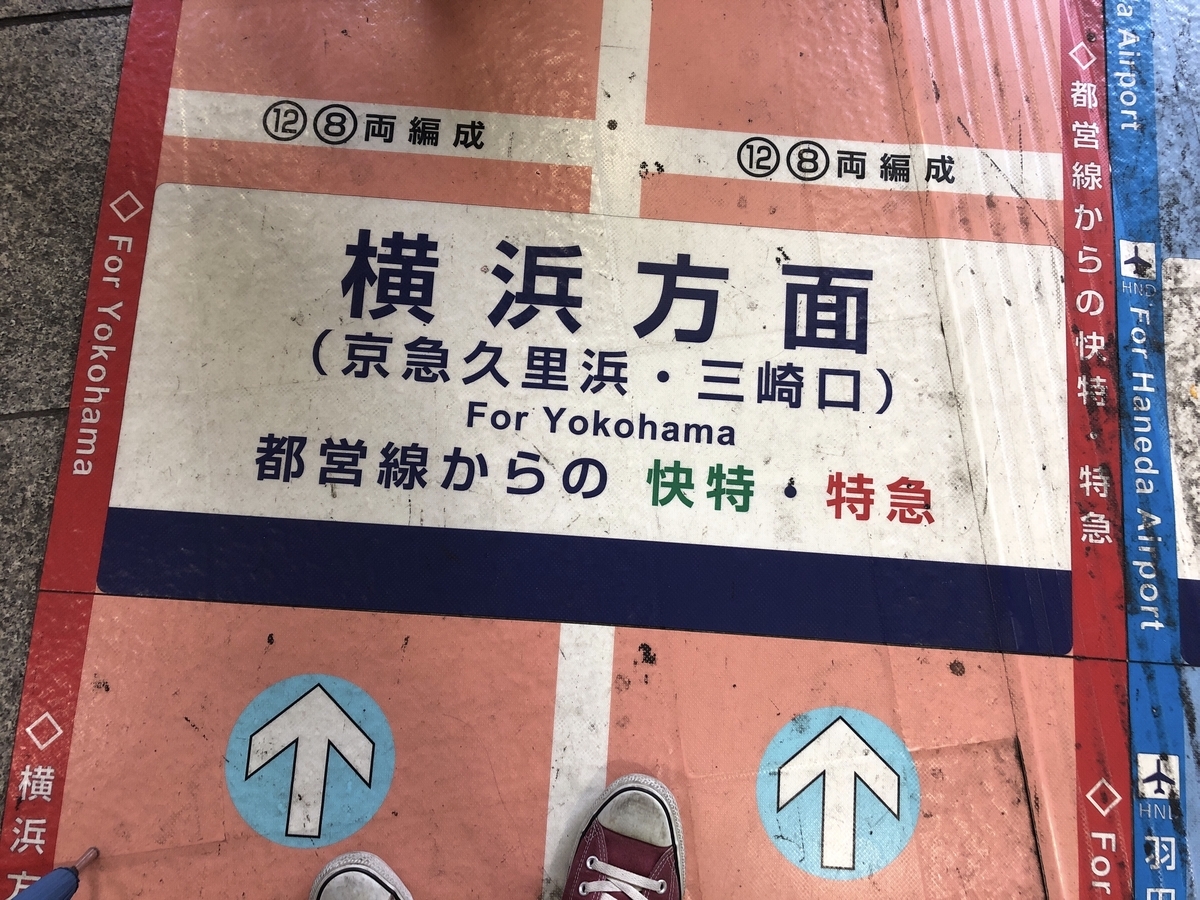 ⑫⑧両編成
⑫⑧両編成
横浜方面
（京急久里浜・三崎口）
For Yokohama
都営線からの 快特・特急
◇For Yokohama
◇横浜方
◇都営線からの快特・特急
◇For
Airport
HND For Haneda Airport
HND 羽田